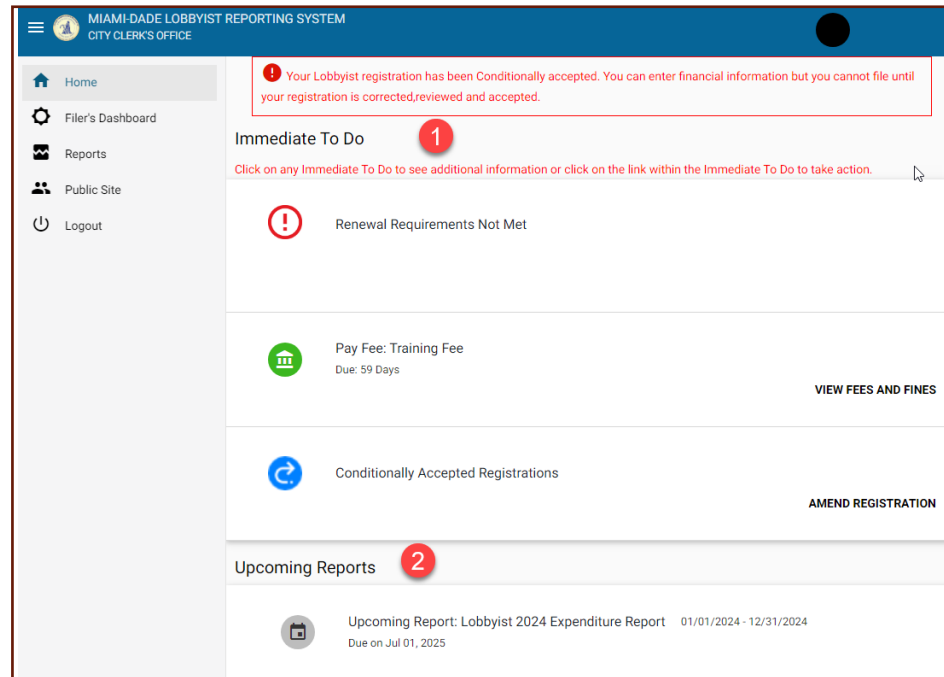 MIAMI-DADE LOBBYIST REPORTING SYSTEM
CITY CLERK'S OFFICE
Home
Filer's Dashboard
Reports
Public Site
Logout
Your Lobbyist registration has been Conditionally accepted. You can enter financial information but you cannot file until
your registration is corrected,reviewed and accepted.
Immediate To Do 1
Click on any Immediate To Do to see additional information or click on the link within the Immediate To Do to take action.
Renewal Requirements Not Met
Pay Fee: Training Fee
Due: 59 Days
VIEW FEES AND FINES
Conditionally Accepted Registrations
AMEND REGISTRATION
Upcoming Reports 2
Upcoming Report: Lobbyist 2024 Expenditure Report 01/01/2024 - 12/31/2024
Due on Jul 01, 2025